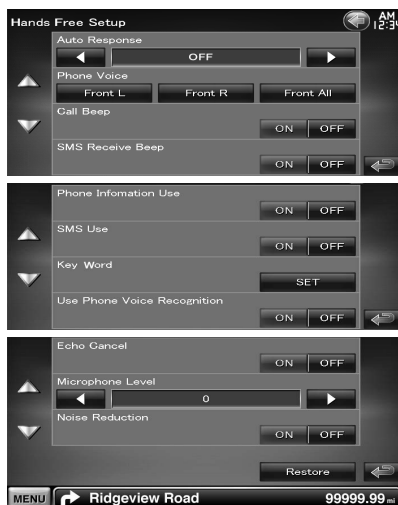 Hands Free Setup
AM
12:34
Auto Response
OFF
Phone Voice
Front L Front R Front All
Call Beep
ON OFF
SMS Receive Beep
ON OFF
Phone Infomation Use
ON OFF
SMS Use
ON OFF
Key Word
SET
Use Phone Voice Recognition
ON OFF
Echo Cancel
ON OFF
Microphone Level
0
Noise Reduction
ON OFF
Restore
MENU Ridgeview Road 99999.99 mi